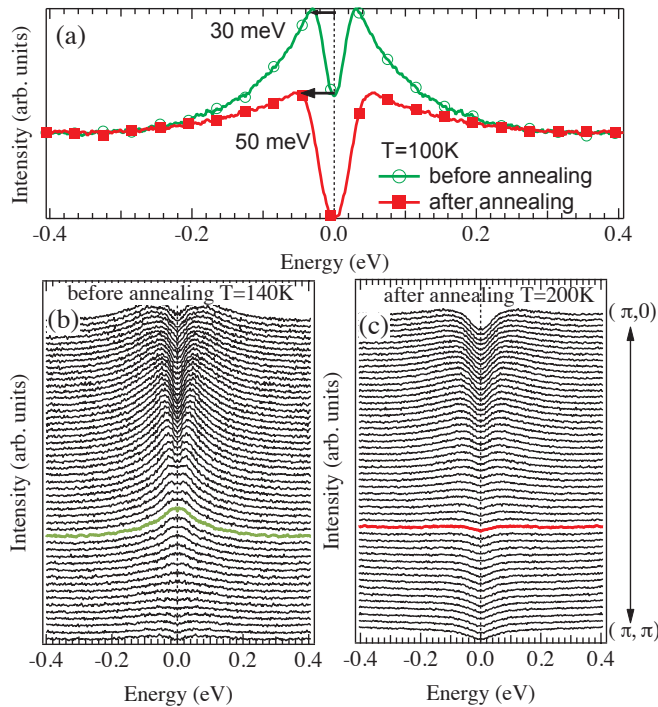 (a)
30 meV
50 meV
T=100K
before annealing
after annealing
Intensity (arb. units)
-0.4 -0.2 0.0 0.2 0.4
Energy (eV)
before annealing T=140K
(b)
Intensity (arb. units)
-0.4 -0.2 0.0 0.2 0.4
Energy (eV)
after annealing T=200K
(c)
(π,0)
(π,π)
Intensity (arb. units)
-0.4 -0.2 0.0 0.2 0.4
Energy (eV)